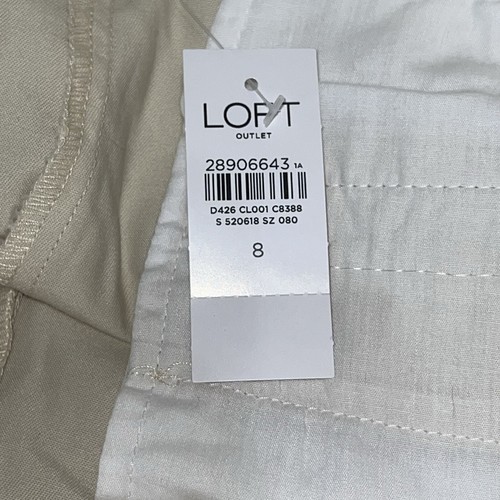 LOFT
OUTLET
28906643 1A
D426 CL001 C8388
S 520618 SZ 080
8